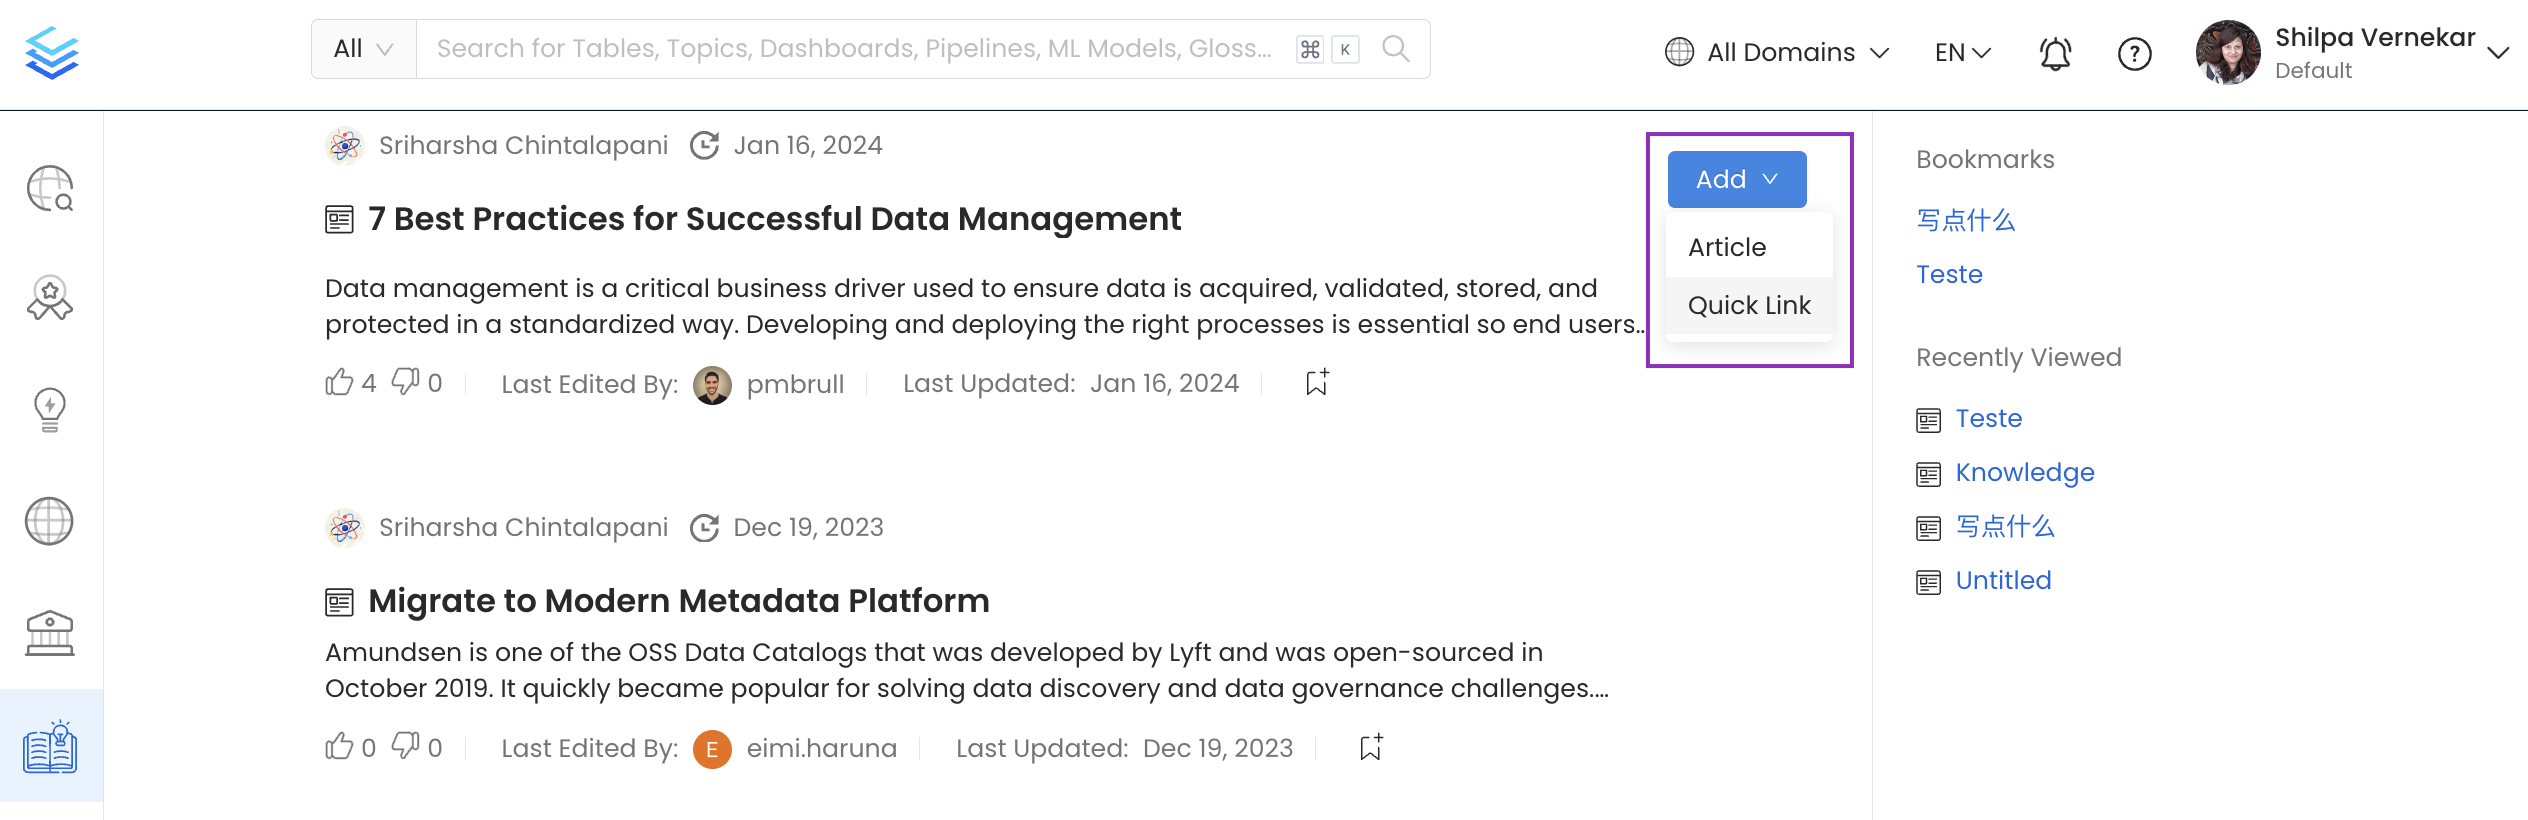 All
Search for Tables, Topics, Dashboards, Pipelines, ML Models, Gloss...
⌘ K
All Domains
EN
?
Shilpa Vernekar
Default
Sriharsha Chintalapani Jan 16, 2024
7 Best Practices for Successful Data Management
Data management is a critical business driver used to ensure data is acquired, validated, stored, and
protected in a standardized way. Developing and deploying the right processes is essential so end users..
4 0 Last Edited By: pmbrull Last Updated: Jan 16, 2024
Add
Article
Quick Link
Sriharsha Chintalapani Dec 19, 2023
Migrate to Modern Metadata Platform
Amundsen is one of the OSS Data Catalogs that was developed by Lyft and was open-sourced in
October 2019. It quickly became popular for solving data discovery and data governance challenges....
0 0 Last Edited By: E eimi.haruna Last Updated: Dec 19, 2023
Bookmarks
写点什么
Teste
Recently Viewed
Teste
Knowledge
写点什么
Untitled